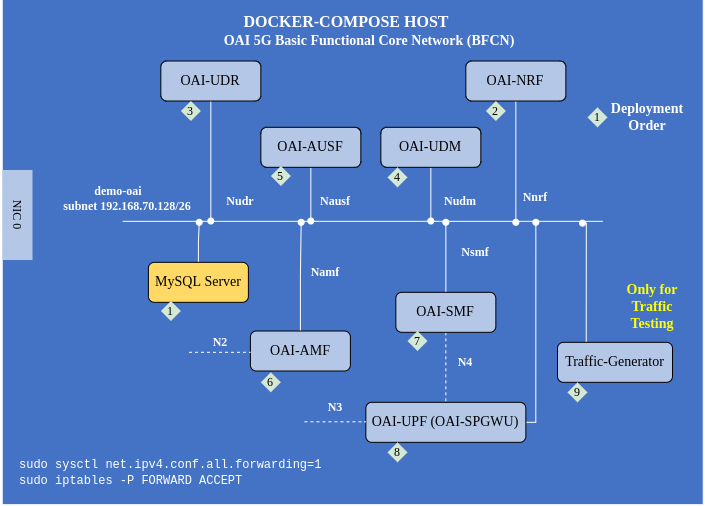 DOCKER-COMPOSE HOST
OAI 5G Basic Functional Core Network (BFCN)
OAI-UDR
3
OAI-NRF
2
1
Deployment
Order
OAI-AUSF
5
OAI-UDM
4
demo-oai
subnet 192.168.70.128/26
Nudr
Nausf
Nudm
Nnrf
NIC 0
MySQL Server
1
Namf
Nsmf
OAI-SMF
7
Only for
Traffic
Testing
N2
OAI-AMF
6
N4
Traffic-Generator
9
N3
OAI-UPF (OAI-SPGWU)
8
sudo sysctl net.ipv4.conf.all.forwarding=1
sudo iptables -P FORWARD ACCEPT